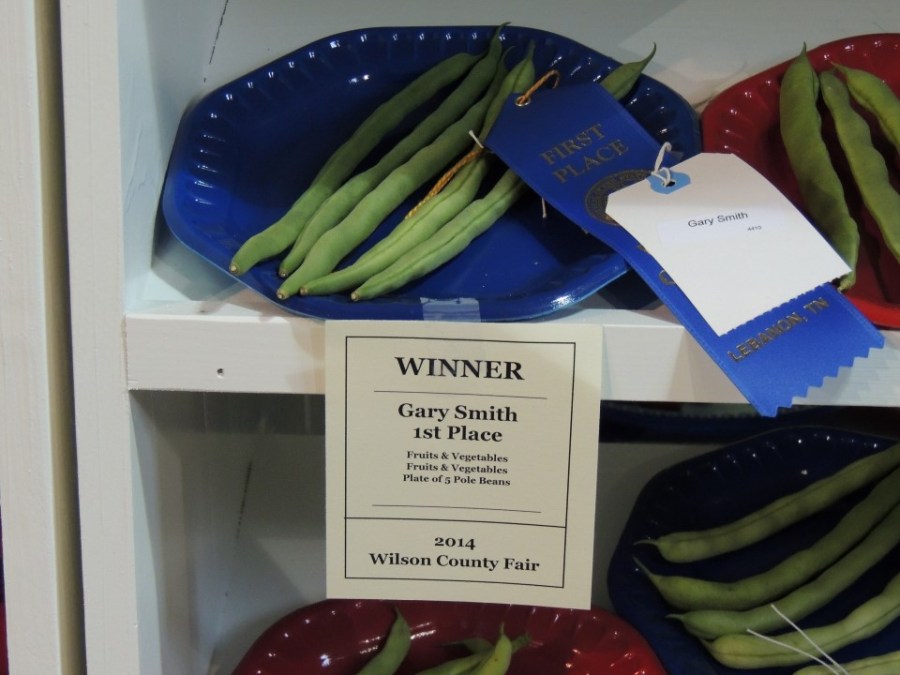 FIRST
PLACE
Gary Smith
LEBANON, TN
WINNER
Gary Smith
1st Place
Fruits & Vegetables
Fruits & Vegetables
Plate of 5 Pole Beans
2014
Wilson County Fair